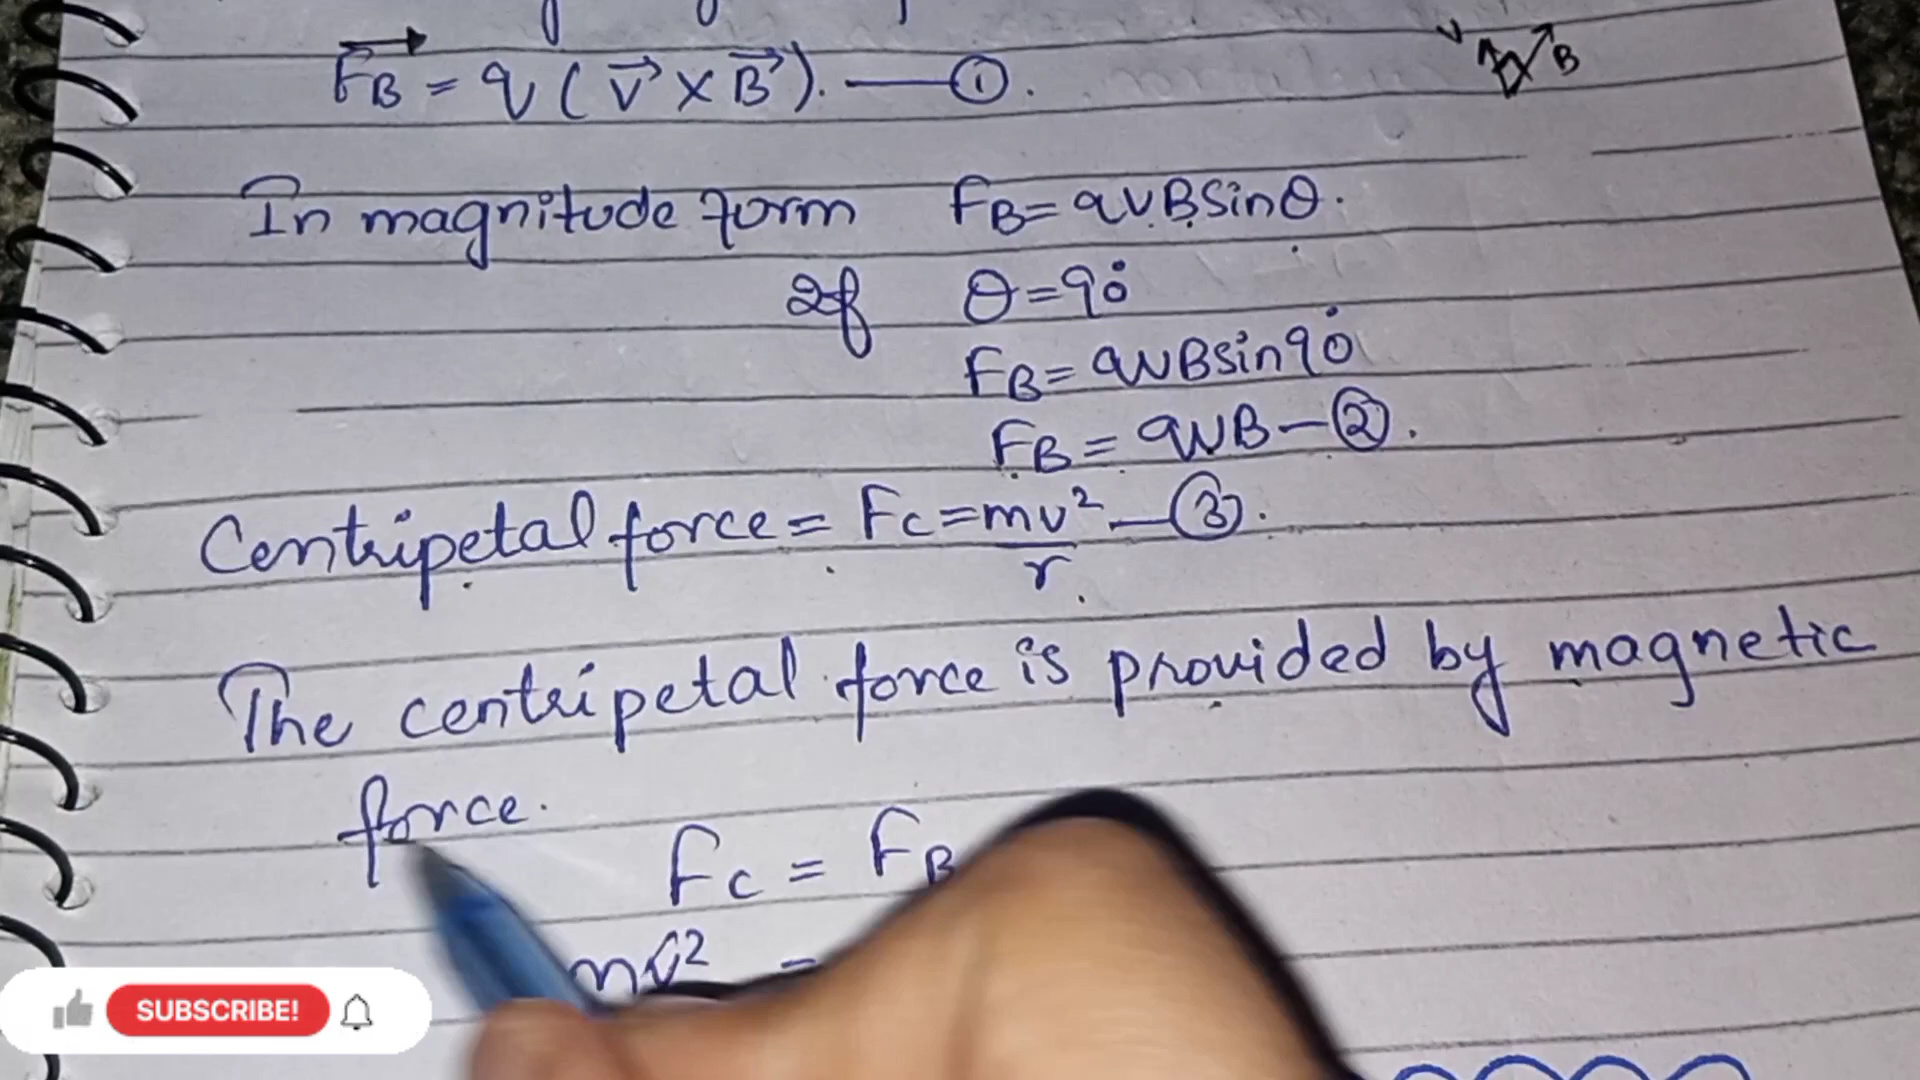 F⃗B = q ( v⃗ × B⃗ ). — ①.
V
B
In magnitude form FB = qvBsinθ.
If θ = 90°
FB = qvBsin90°
FB = qvB — ②.
Centripetal force = Fc = mv²/r — ③.
The centripetal force is provided by magnetic
force.
Fc = FB
mv² =
SUBSCRIBE!